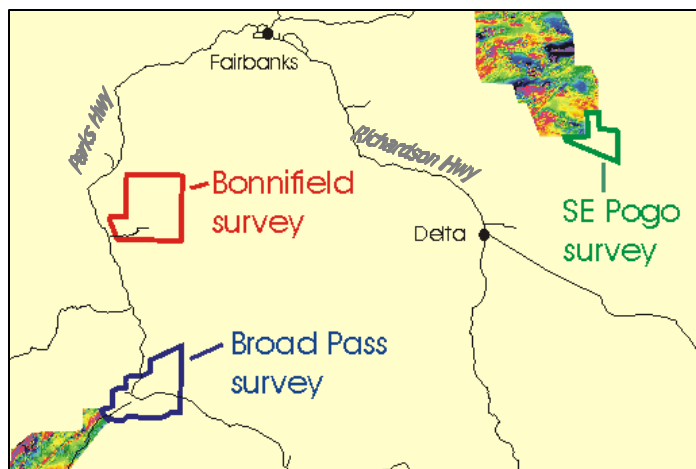 Fairbanks
Parks Hwy
Richardson Hwy
Bonnifield
survey
SE Pogo
survey
Delta
Broad Pass
survey